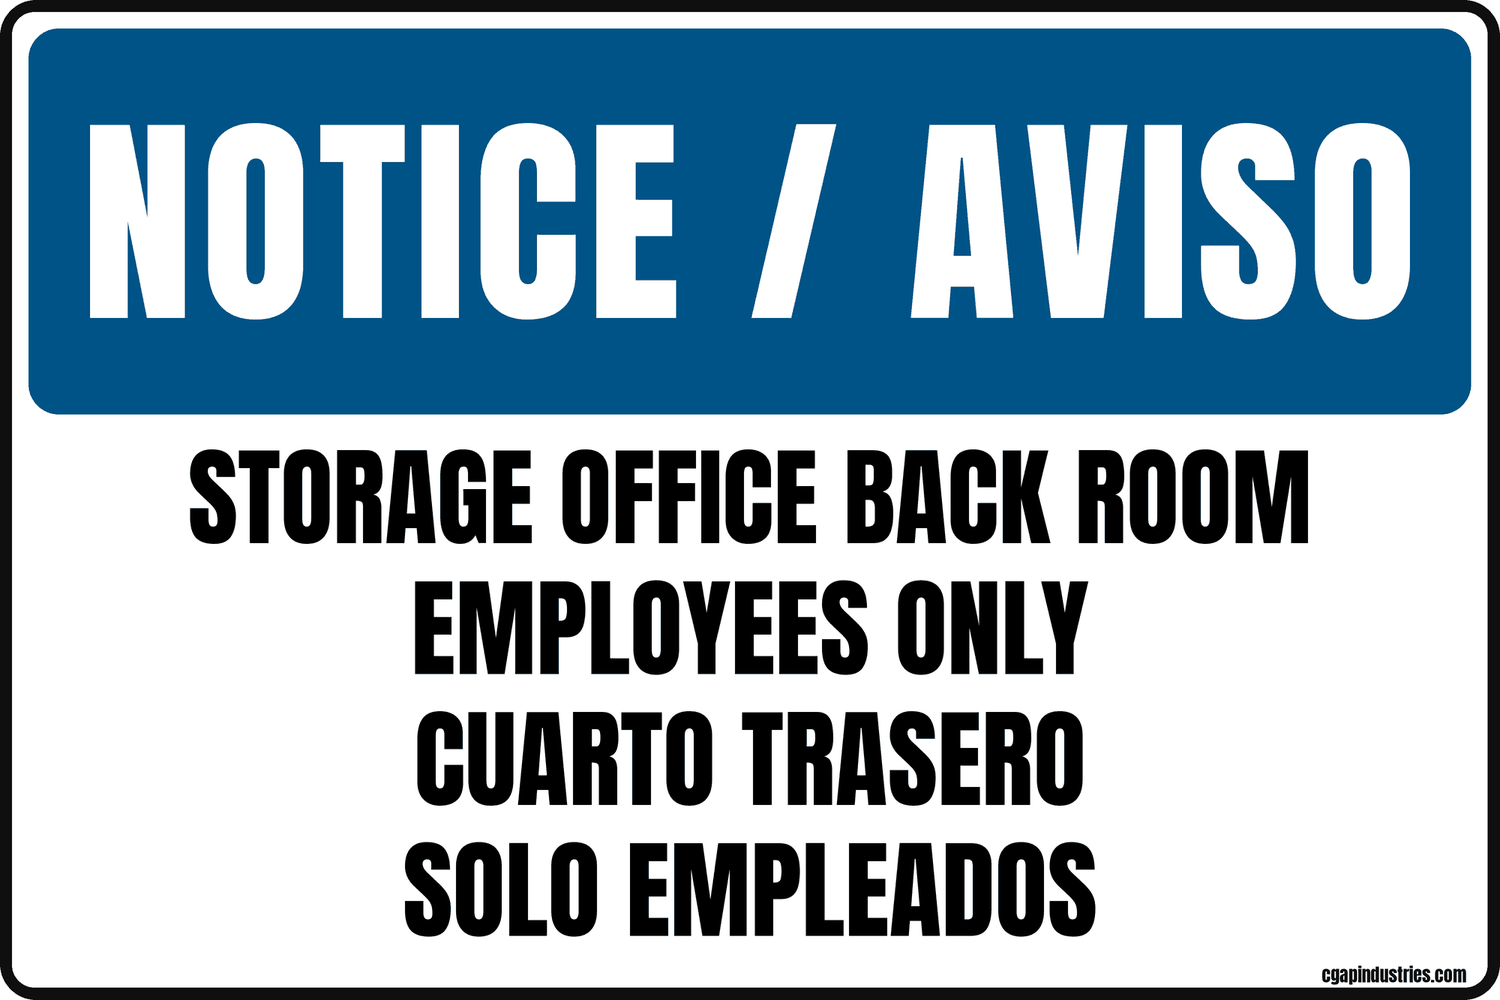 NOTICE / AVISO
STORAGE OFFICE BACK ROOM
EMPLOYEES ONLY
CUARTO TRASERO
SOLO EMPLEADOS
cgapindustries.com